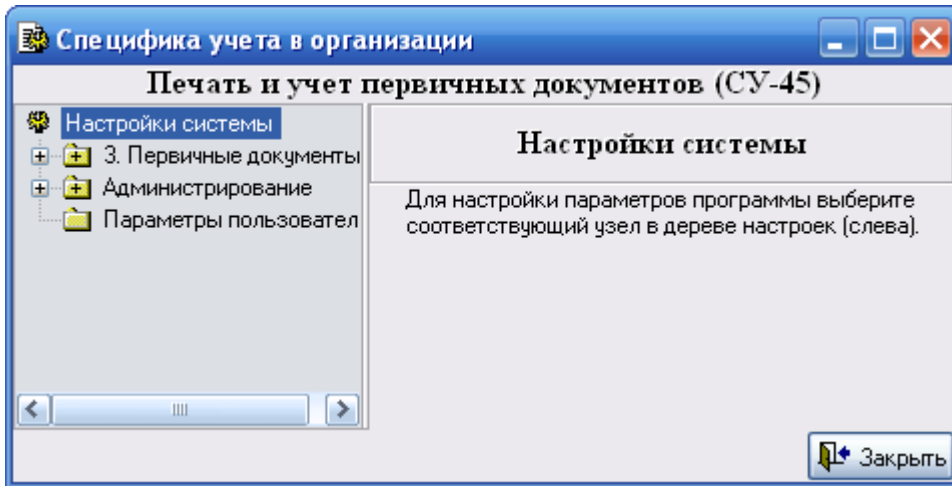 Специфика учета в организации
Печать и учет первичных документов (СУ-45)
Настройки системы
3. Первичные документы
Администрирование
Параметры пользовател
Настройки системы
Для настройки параметров программы выберите
соответствующий узел в дереве настроек (слева).
Закрыть